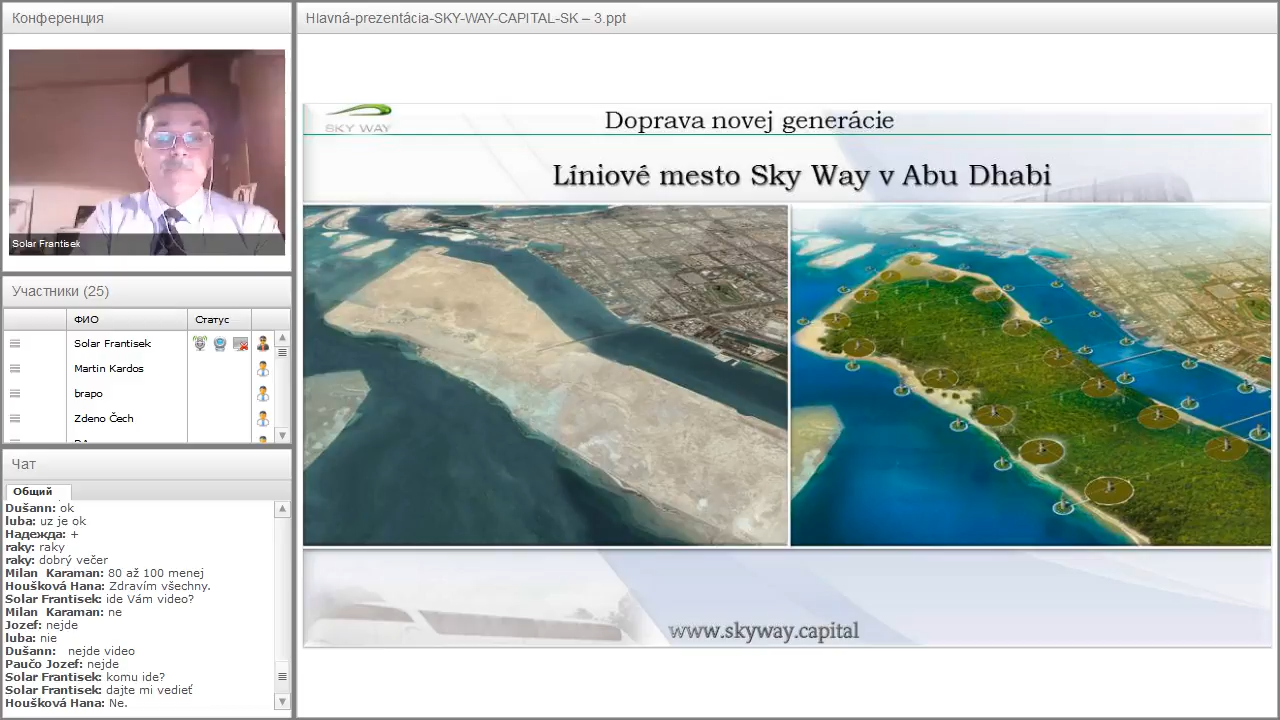 Конференция
Solar Frantisek
Участники (25)
ФИО
Статус
Solar Frantisek
Martin Kardos
brapo
Zdeno Čech
Чат
Общий
Dušann: ok
luba: uz je ok
Надежда: +
raky: raky
raky: dobrý večer
Milan Karaman: 80 až 100 menej
Houšková Hana: Zdravím všechny.
Solar Frantisek: ide Vám video?
Milan Karaman: ne
Jozef: nejde
luba: nie
Dušann: nejde video
Paučo Jozef: nejde
Solar Frantisek: komu ide?
Solar Frantisek: dajte mi vedieť
Houšková Hana: Ne.
Hlavná-prezentácia-SKY-WAY-CAPITAL-SK – 3.ppt
SKY WAY
Doprava novej generácie
Líniové mesto Sky Way v Abu Dhabi
www.skyway.capital